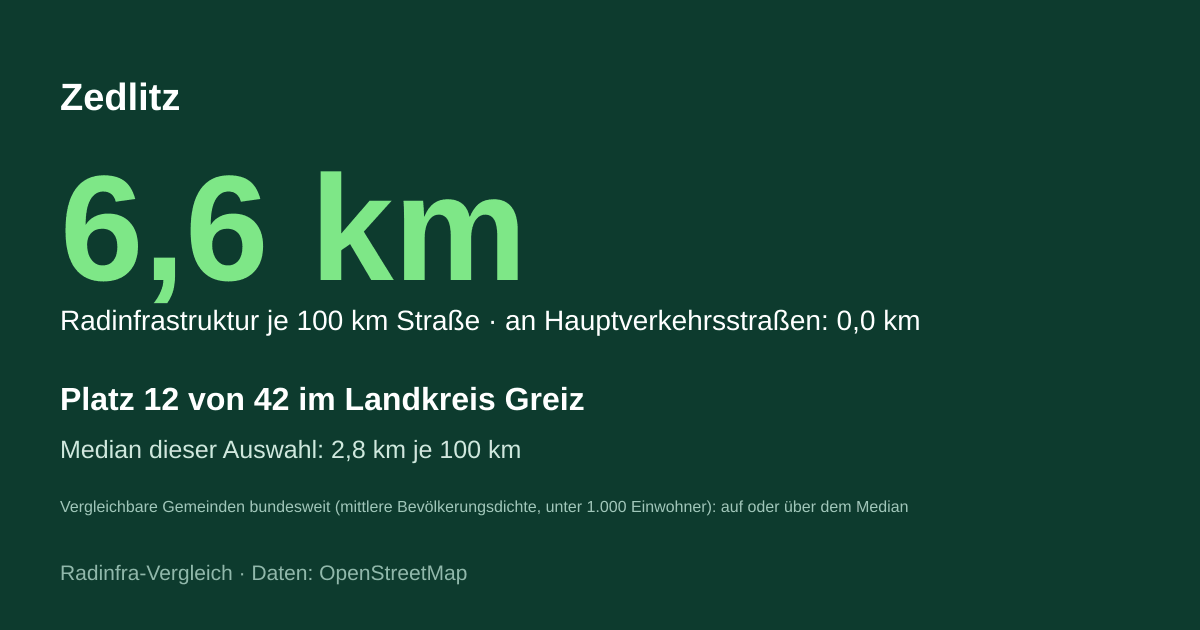 Zedlitz
6,6 km
Radinfrastruktur je 100 km Straße · an Hauptverkehrsstraßen: 0,0 km
Platz 12 von 42 im Landkreis Greiz
Median dieser Auswahl: 2,8 km je 100 km
Vergleichbare Gemeinden bundesweit (mittlere Bevölkerungsdichte, unter 1.000 Einwohner): auf oder über dem Median
Radinfra-Vergleich · Daten: OpenStreetMap